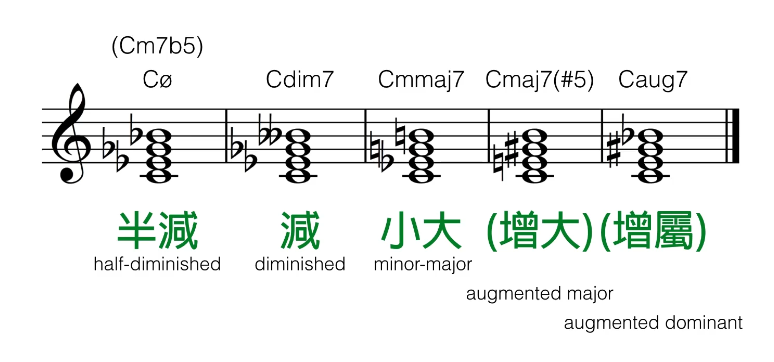 (Cm7b5)
Cø Cdim7 Cmmaj7 Cmaj7(#5) Caug7
半減 減 小大 (增大) (增屬)
half-diminished diminished minor-major
augmented major
augmented dominant